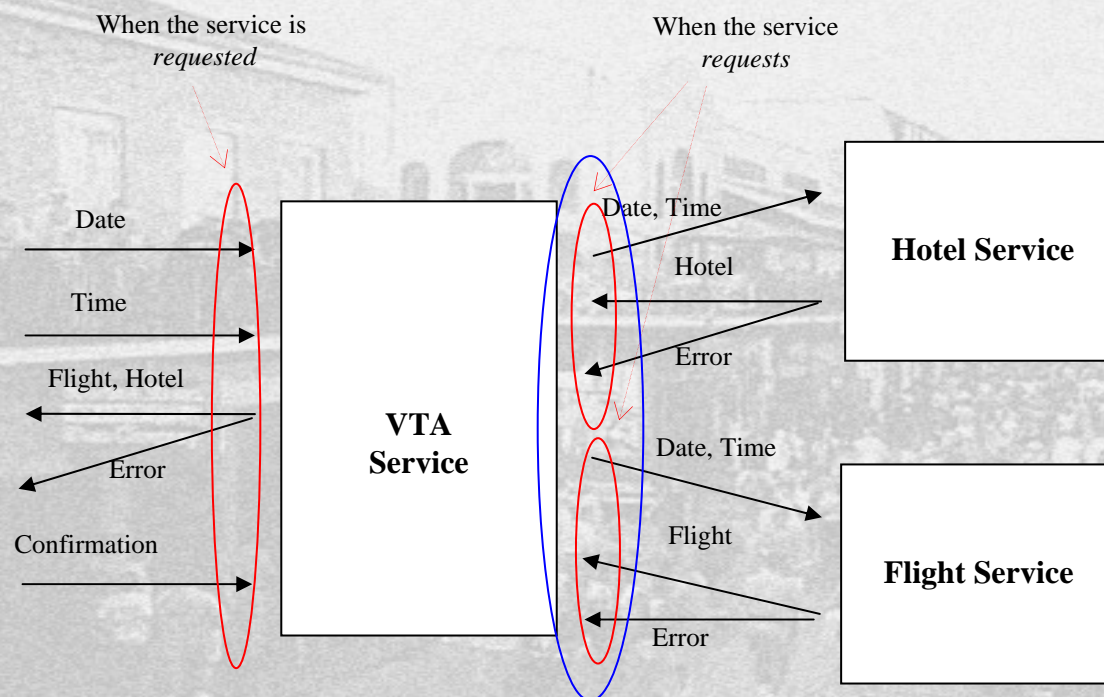 When the service is
requested
When the service
requests
Date
Time
Flight, Hotel
Error
Confirmation
VTA
Service
Date, Time
Hotel
Error
Date, Time
Flight
Error
Hotel Service
Flight Service